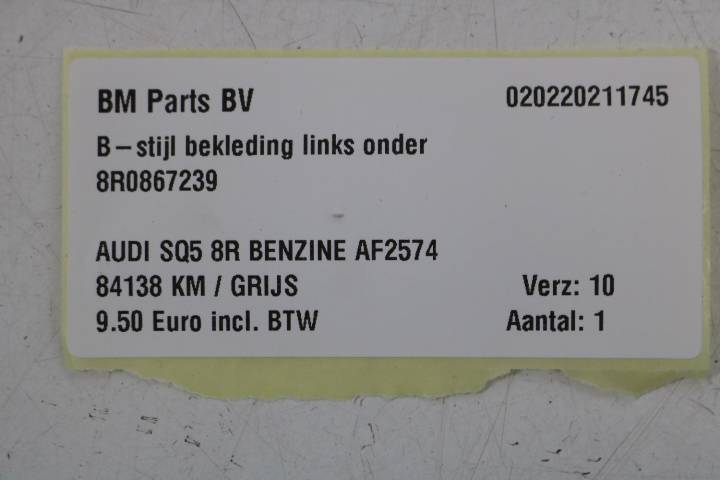 BM Parts BV 020220211745
B–stijl bekleding links onder
8R0867239
AUDI SQ5 8R BENZINE AF2574
84138 KM / GRIJS Verz: 10
9.50 Euro incl. BTW Aantal: 1